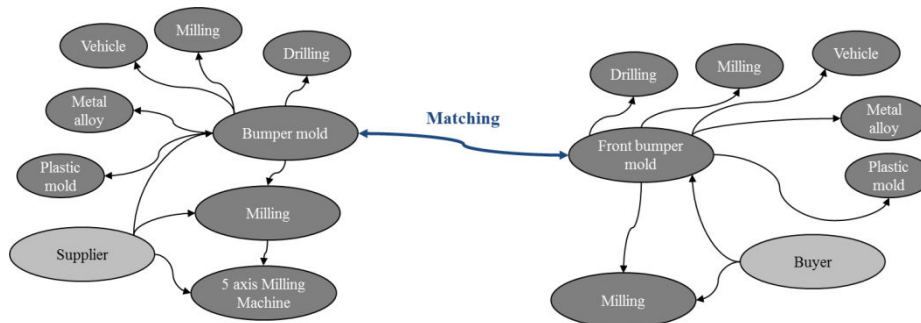 Vehicle
Milling
Drilling
Metal
alloy
Bumper mold
Plastic
mold
Milling
Supplier
5 axis Milling
Machine
Matching
Drilling
Milling
Vehicle
Metal
alloy
Front bumper
mold
Plastic
mold
Buyer
Milling